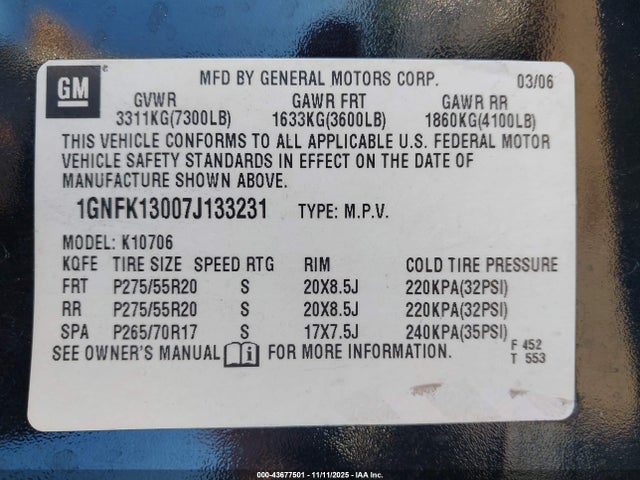 GM
MFD BY GENERAL MOTORS CORP. 03/06
GVWR GAWR FRT GAWR RR
3311KG(7300LB) 1633KG(3600LB) 1860KG(4100LB)
THIS VEHICLE CONFORMS TO ALL APPLICABLE U.S. FEDERAL MOTOR
VEHICLE SAFETY STANDARDS IN EFFECT ON THE DATE OF
MANUFACTURE SHOWN ABOVE.
1GNFK13007J133231 TYPE: M.P.V.
MODEL: K10706
KQFE TIRE SIZE SPEED RTG RIM COLD TIRE PRESSURE
FRT P275/55R20 S 20X8.5J 220KPA(32PSI)
RR P275/55R20 S 20X8.5J 220KPA(32PSI)
SPA P265/70R17 S 17X7.5J 240KPA(35PSI)
SEE OWNER'S MANUAL FOR MORE INFORMATION.
F 452
T 553
000-43677501 - 11/11/2025 - IAA Inc.